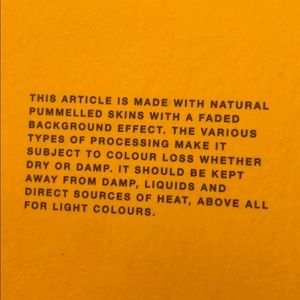 THIS ARTICLE IS MADE WITH NATURAL
PUMMELLED SKINS WITH A FADED
BACKGROUND EFFECT. THE VARIOUS
TYPES OF PROCESSING MAKE IT
SUBJECT TO COLOUR LOSS WHETHER
DRY OR DAMP. IT SHOULD BE KEPT
AWAY FROM DAMP, LIQUIDS AND
DIRECT SOURCES OF HEAT, ABOVE ALL
FOR LIGHT COLOURS.